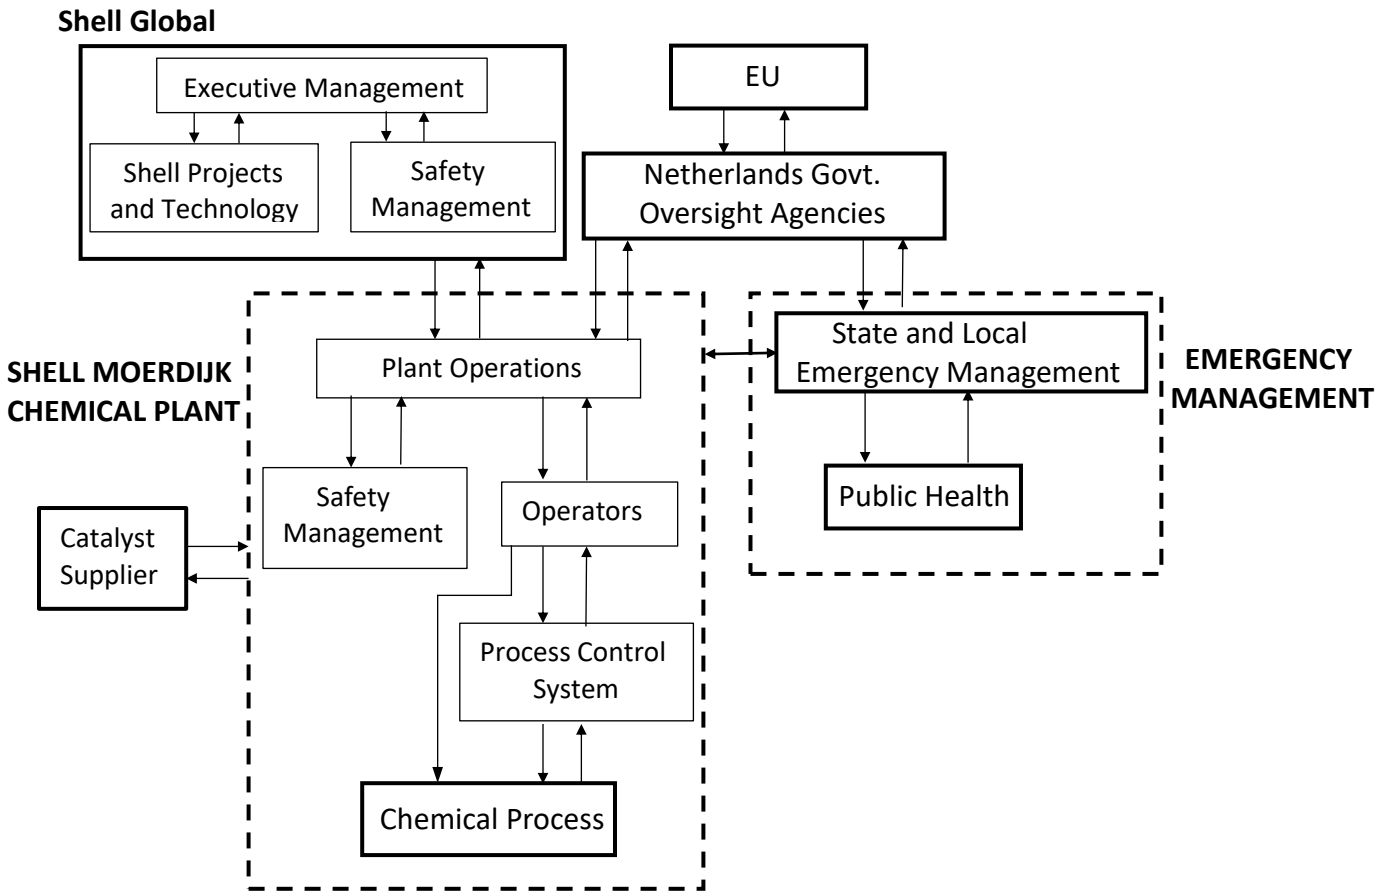 Shell Global
Executive Management
Shell Projects
and Technology
Safety
Management
EU
Netherlands Govt.
Oversight Agencies
SHELL MOERDIJK
CHEMICAL PLANT
Plant Operations
State and Local
Emergency Management
EMERGENCY
MANAGEMENT
Safety
Management
Operators
Public Health
Catalyst
Supplier
Process Control
System
Chemical Process